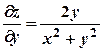 ∂z/∂y = 2y/(x² + y²)